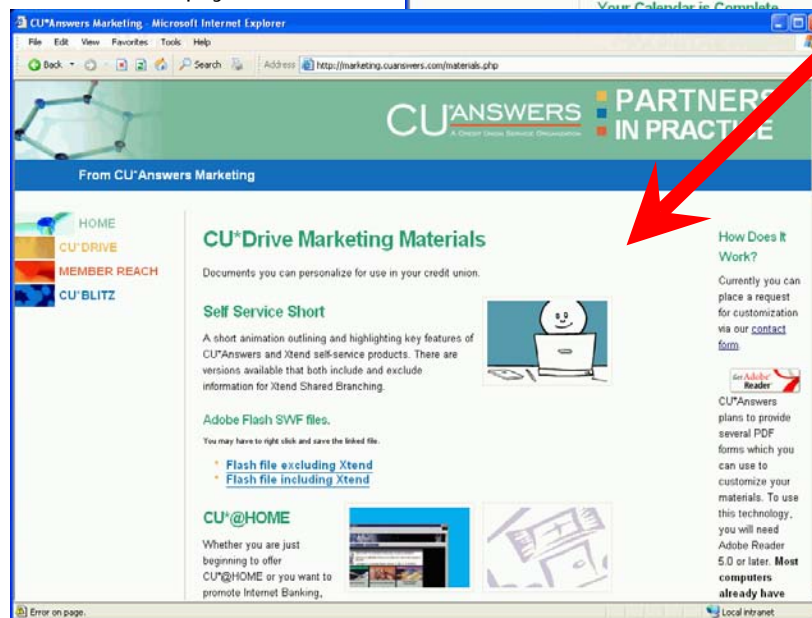 Your Calendar is Complete
CU*Answers Marketing - Microsoft Internet Explorer
File Edit View Favorites Tools Help
Back Search Address http://marketing.cuanswers.com/materials.php
CU*ANSWERS
A CREDIT UNION SERVICE ORGANIZATION
PARTNERS
IN PRACTICE
From CU*Answers Marketing
HOME
CU*DRIVE
MEMBER REACH
CU*BLITZ
CU*Drive Marketing Materials
Documents you can personalize for use in your credit union.
Self Service Short
A short animation outlining and highlighting key features of
CU*Answers and Xtend self-service products. There are
versions available that both include and exclude
information for Xtend Shared Branching.
Adobe Flash SWF files.
You may have to right click and save the linked file.
Flash file excluding Xtend
Flash file including Xtend
CU*@HOME
Whether you are just
beginning to offer
CU*@HOME or you want to
promote Internet Banking,
How Does It
Work?
Currently you can
place a request
for customization
via our contact
form.
Get Adobe
Reader
CU*Answers
plans to provide
several PDF
forms which you
can use to
customize your
materials. To use
this technology,
you will need
Adobe Reader
5.0 or later. Most
computers
already have
Error on page.
Local intranet